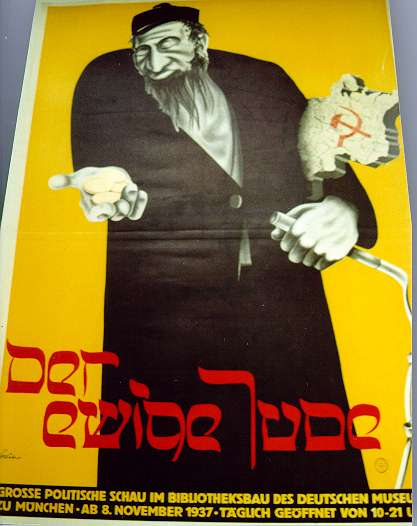 Der
ewige Jude
GROSSE POLITISCHE SCHAU IM BIBLIOTHEKSBAU DES DEUTSCHEN MUSEU
ZU MÜNCHEN · AB 8. NOVEMBER 1937 · TÄGLICH GEÖFFNET VON 10-21 U